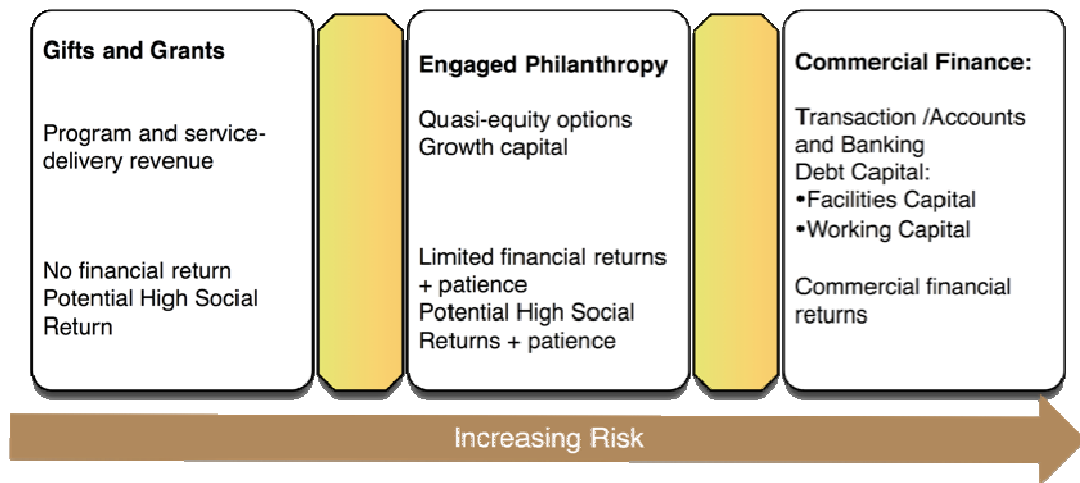 Gifts and Grants
Program and service-
delivery revenue
No financial return
Potential High Social
Return
Engaged Philanthropy
Quasi-equity options
Growth capital
Limited financial returns
+ patience
Potential High Social
Returns + patience
Commercial Finance:
Transaction /Accounts
and Banking
Debt Capital:
•Facilities Capital
•Working Capital
Commercial financial
returns
Increasing Risk